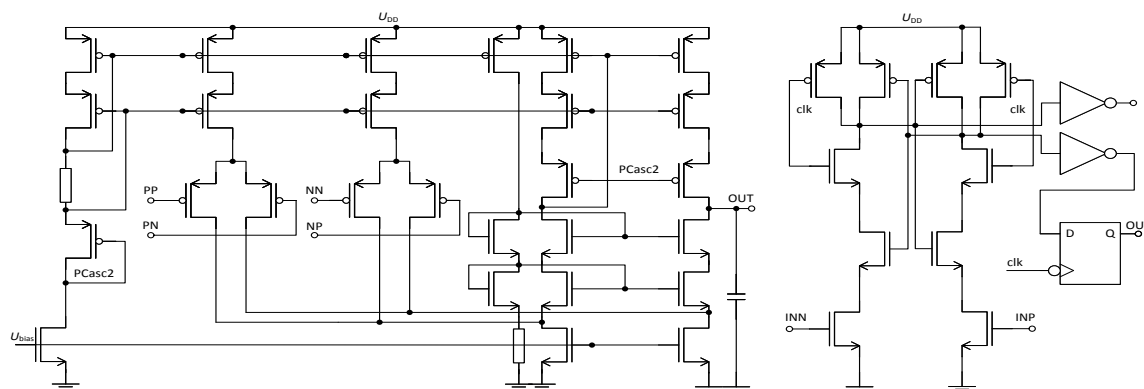 UDD
PP
PN
NN
NP
PCasc2
OUT
PCasc2
Ubias
UDD
clk
clk
D
Q
OU
clk
INN
INP